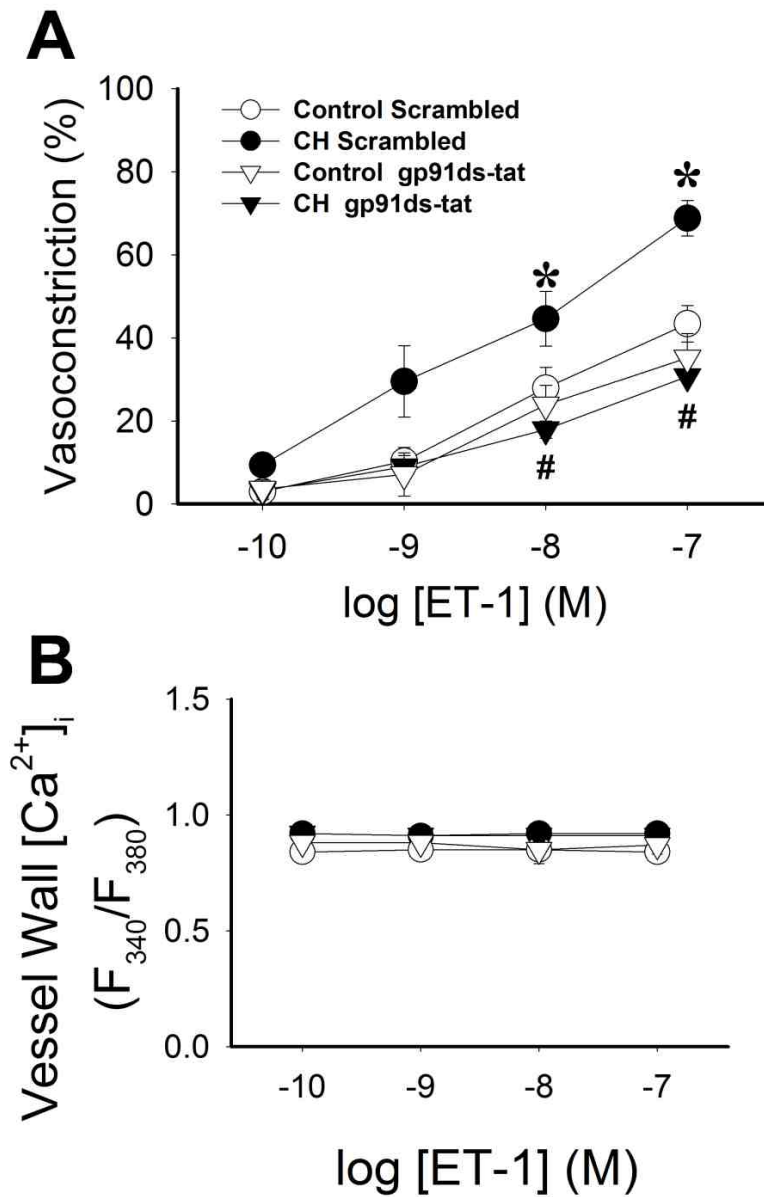 A
Vasoconstriction (%)
100
80
60
40
20
0
Control Scrambled
CH Scrambled
Control gp91ds-tat
CH gp91ds-tat
*
*
#
#
-10 -9 -8 -7
log [ET-1] (M)
B
Vessel Wall [Ca²⁺]ᵢ
(F₃₄₀/F₃₈₀)
1.5
1.0
0.5
0.0
-10 -9 -8 -7
log [ET-1] (M)